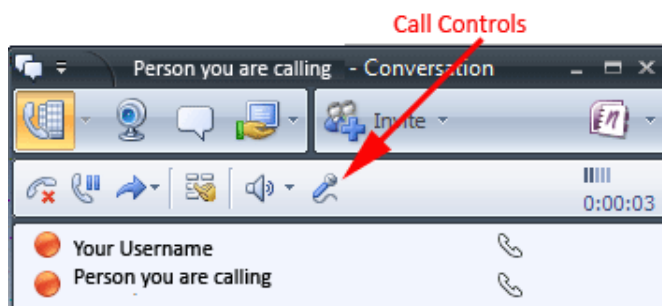 Call Controls
Person you are calling - Conversation
Invite
0:00:03
Your Username
Person you are calling